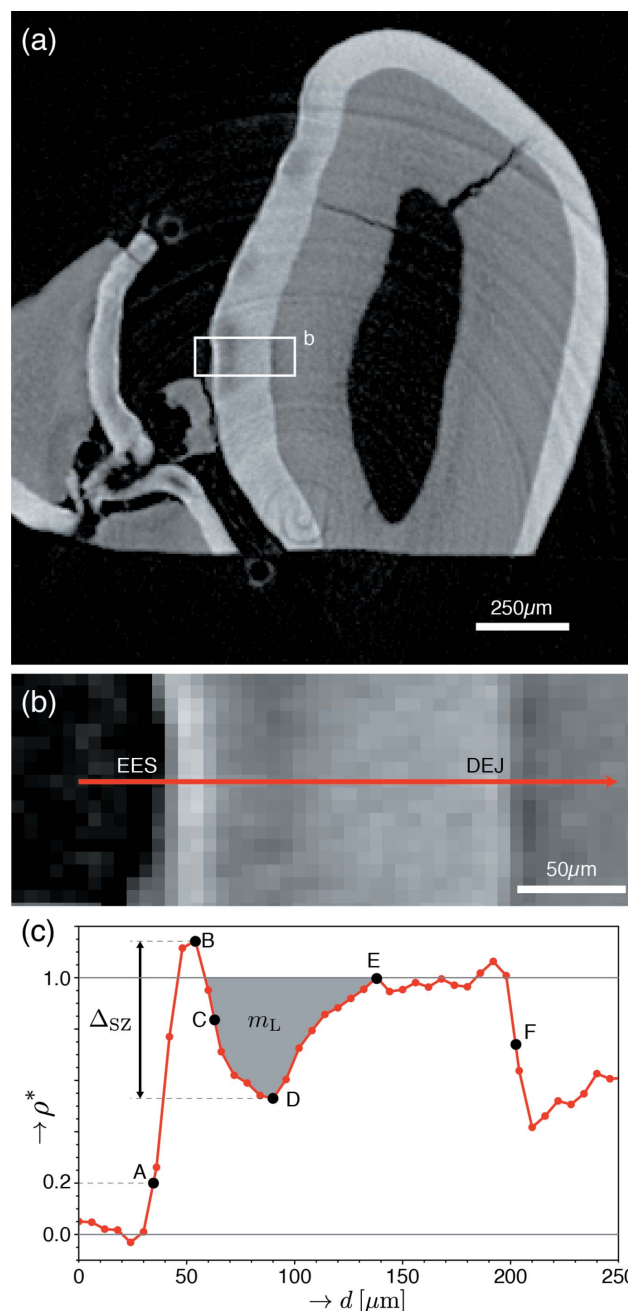 (a)
b
250μm
(b)
EES
DEJ
50μm
(c)
B
1.0
E
C
m_L
Δ_SZ
F
D
→ ρ*
A
0.2
0.0
0
50
100
150
200
250
→ d [μm]